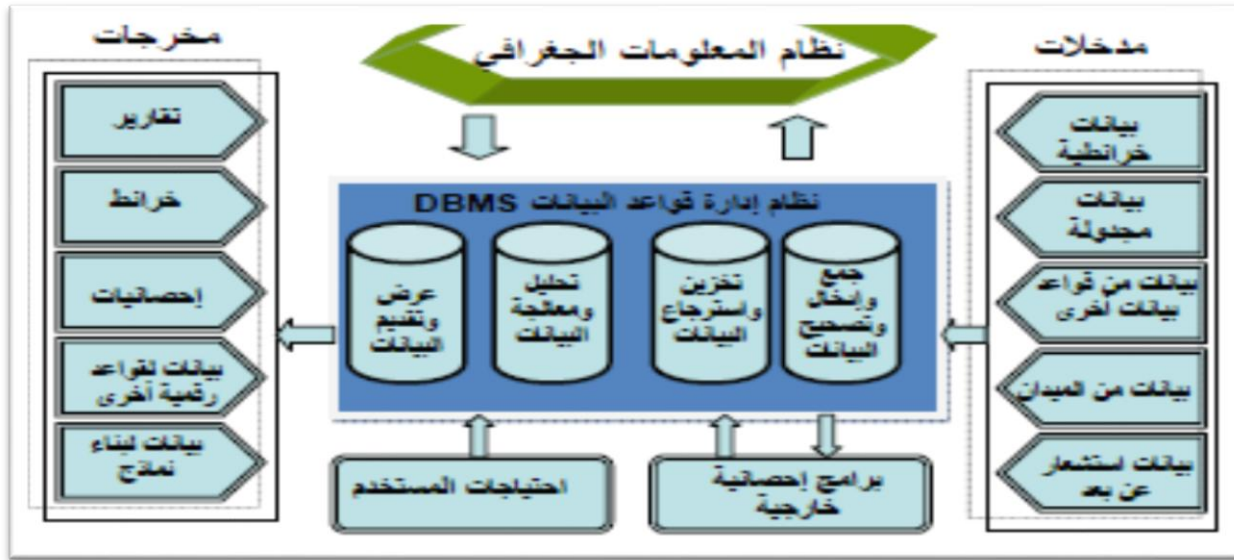 نظام المعلومات الجغرافي
مدخلات
بيانات
خرائطية
بيانات
مجدولة
بيانات من قواعد
بيانات أخرى
بيانات من الميدان
بيانات استشعار
عن بعد
نظام إدارة قواعد البيانات DBMS
جمع
وإدخال
وتصحيح
البيانات
تخزين
واسترجاع
البيانات
تحليل
ومعالجة
البيانات
عرض
وتقديم
البيانات
برامج إحصائية
خارجية
احتياجات المستخدم
مخرجات
تقارير
خرائط
إحصائيات
بيانات لقواعد
رقمية أخرى
بيانات لبناء
نماذج